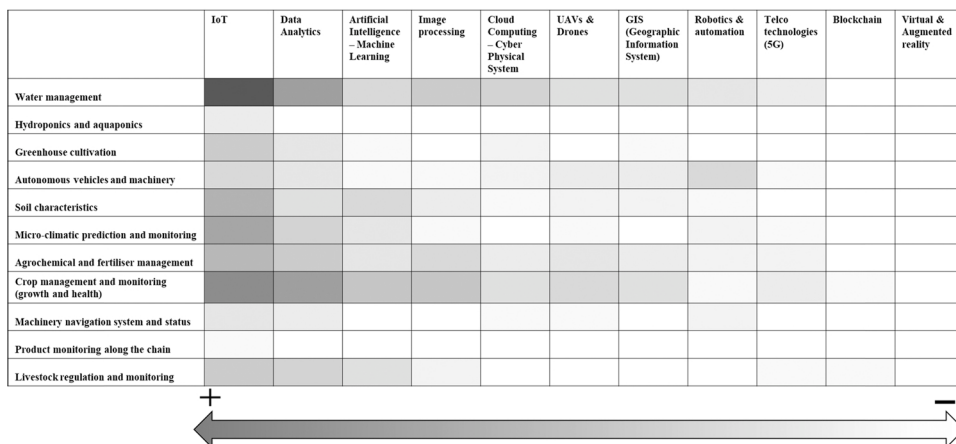 IoT
Data
Analytics
Artificial
Intelligence
– Machine
Learning
Image
processing
Cloud
Computing
– Cyber
Physical
System
UAVs &
Drones
GIS
(Geographic
Information
System)
Robotics &
automation
Telco
technologies
(5G)
Blockchain
Virtual &
Augmented
reality
Water management
Hydroponics and aquaponics
Greenhouse cultivation
Autonomous vehicles and machinery
Soil characteristics
Micro-climatic prediction and monitoring
Agrochemical and fertiliser management
Crop management and monitoring
(growth and health)
Machinery navigation system and status
Product monitoring along the chain
Livestock regulation and monitoring
+ –